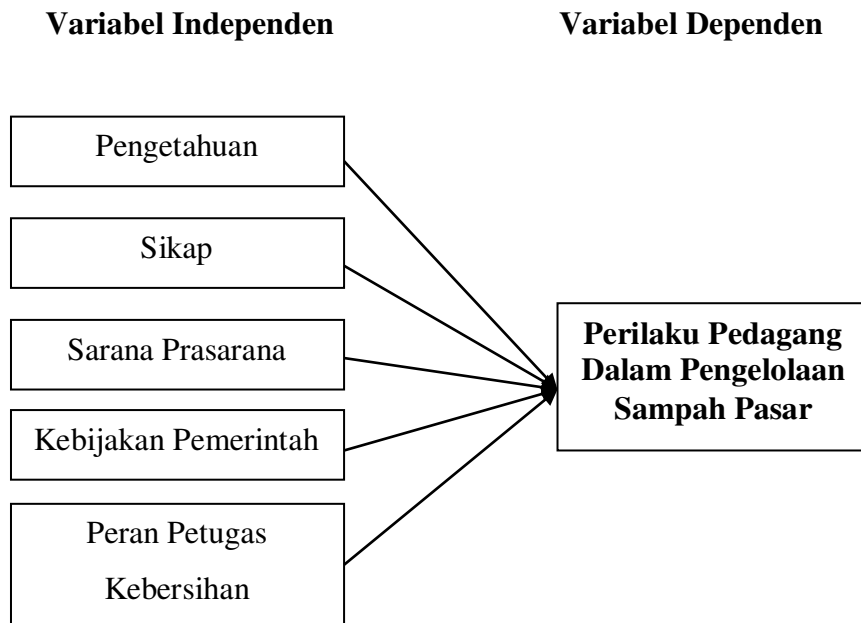 Variabel Independen
Variabel Dependen
Pengetahuan
Sikap
Sarana Prasarana
Kebijakan Pemerintah
Peran Petugas
Kebersihan
Perilaku Pedagang
Dalam Pengelolaan
Sampah Pasar